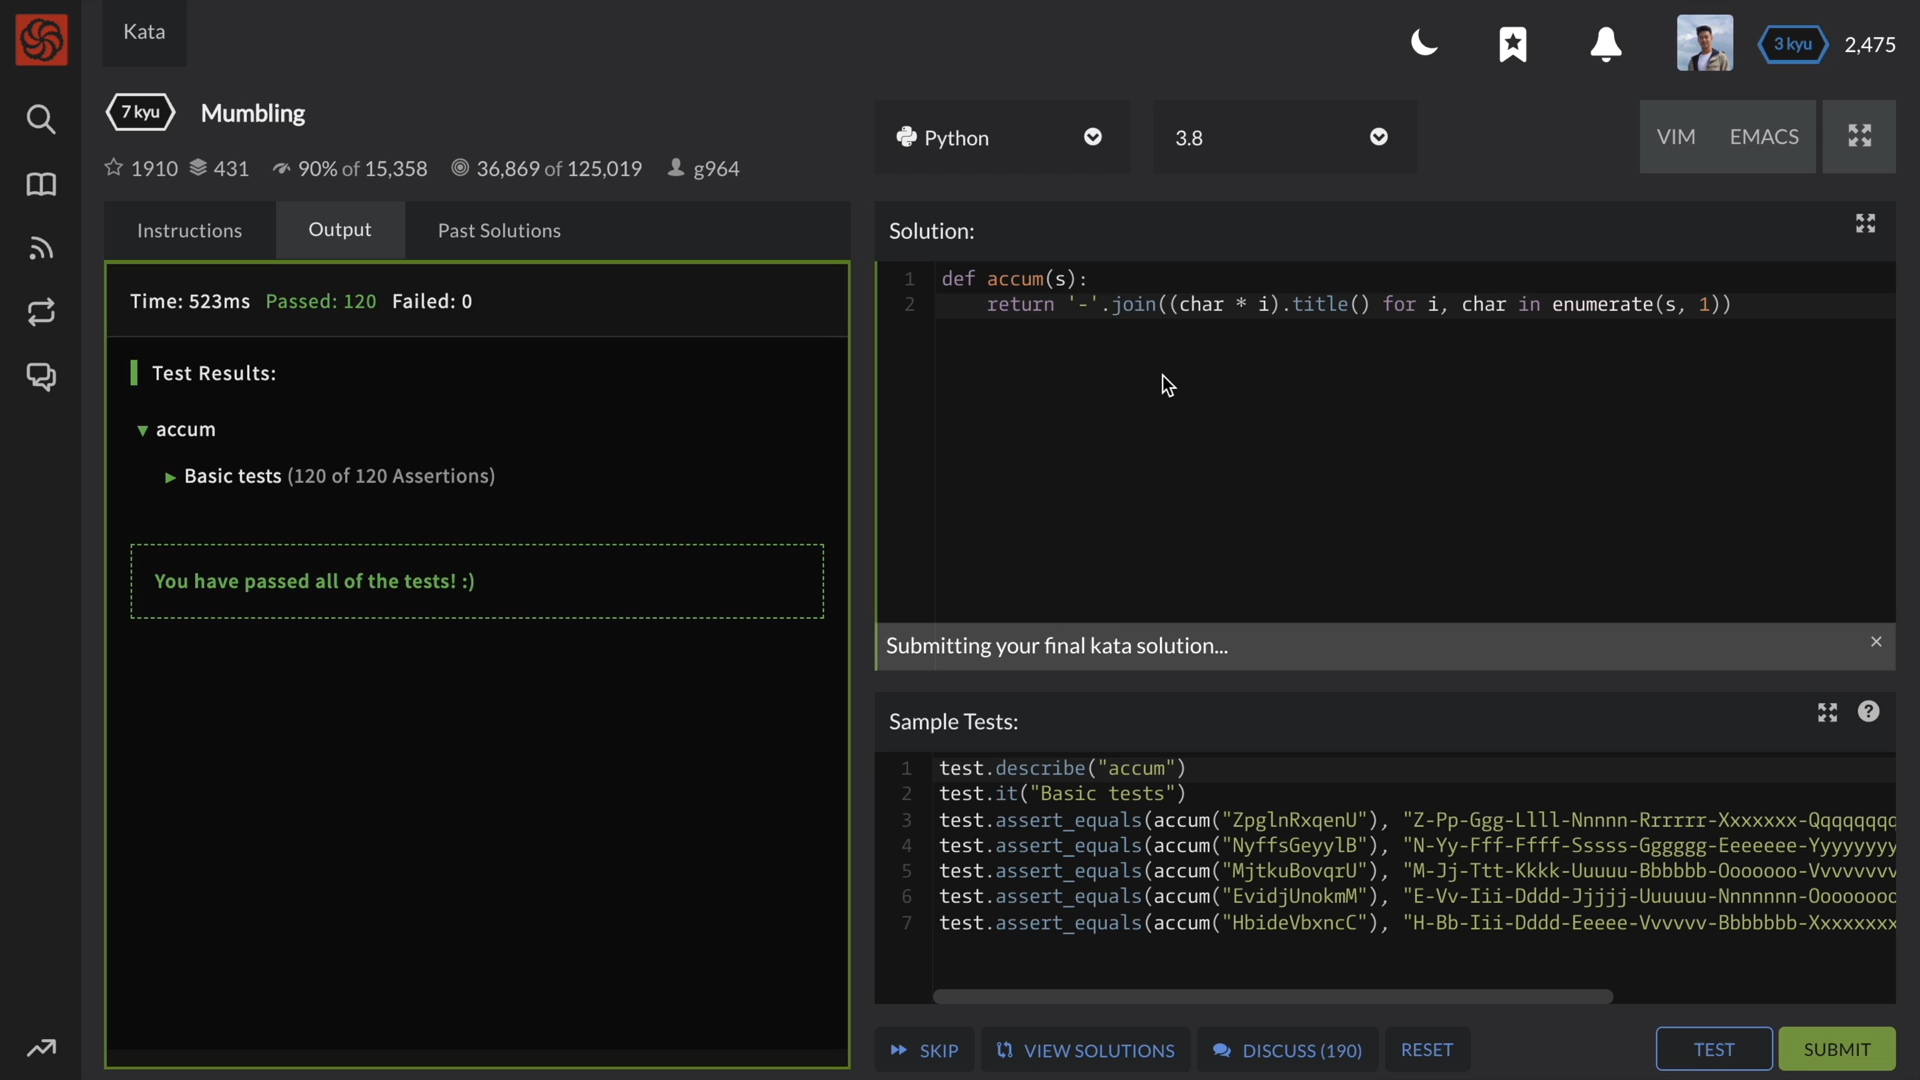 Kata
3 kyu 2,475
7 kyu Mumbling
1910 431 90% of 15,358 36,869 of 125,019 g964
Python 3.8 VIM EMACS
Instructions Output Past Solutions
Time: 523ms Passed: 120 Failed: 0
Test Results:
accum
Basic tests (120 of 120 Assertions)
You have passed all of the tests! :)
Solution:
1 def accum(s):
2 return '-'.join((char * i).title() for i, char in enumerate(s, 1))
Submitting your final kata solution...
Sample Tests:
1 test.describe("accum")
2 test.it("Basic tests")
3 test.assert_equals(accum("ZpglnRxqenU"), "Z-Pp-Ggg-Llll-Nnnnn-Rrrrrr-Xxxxxxx-Qqqqqqqq
4 test.assert_equals(accum("NyffsGeyylB"), "N-Yy-Fff-Ffff-Sssss-Gggggg-Eeeeeee-Yyyyyyyy
5 test.assert_equals(accum("MjtkuBovqrU"), "M-Jj-Ttt-Kkkk-Uuuuu-Bbbbbb-Ooooooo-Vvvvvvvv
6 test.assert_equals(accum("EvidjUnokmM"), "E-Vv-Iii-Dddd-Jjjjj-Uuuuuu-Nnnnnnn-Oooooooo
7 test.assert_equals(accum("HbideVbxncC"), "H-Bb-Iii-Dddd-Eeeee-Vvvvvv-Bbbbbbb-Xxxxxxxx
SKIP VIEW SOLUTIONS DISCUSS (190) RESET TEST SUBMIT